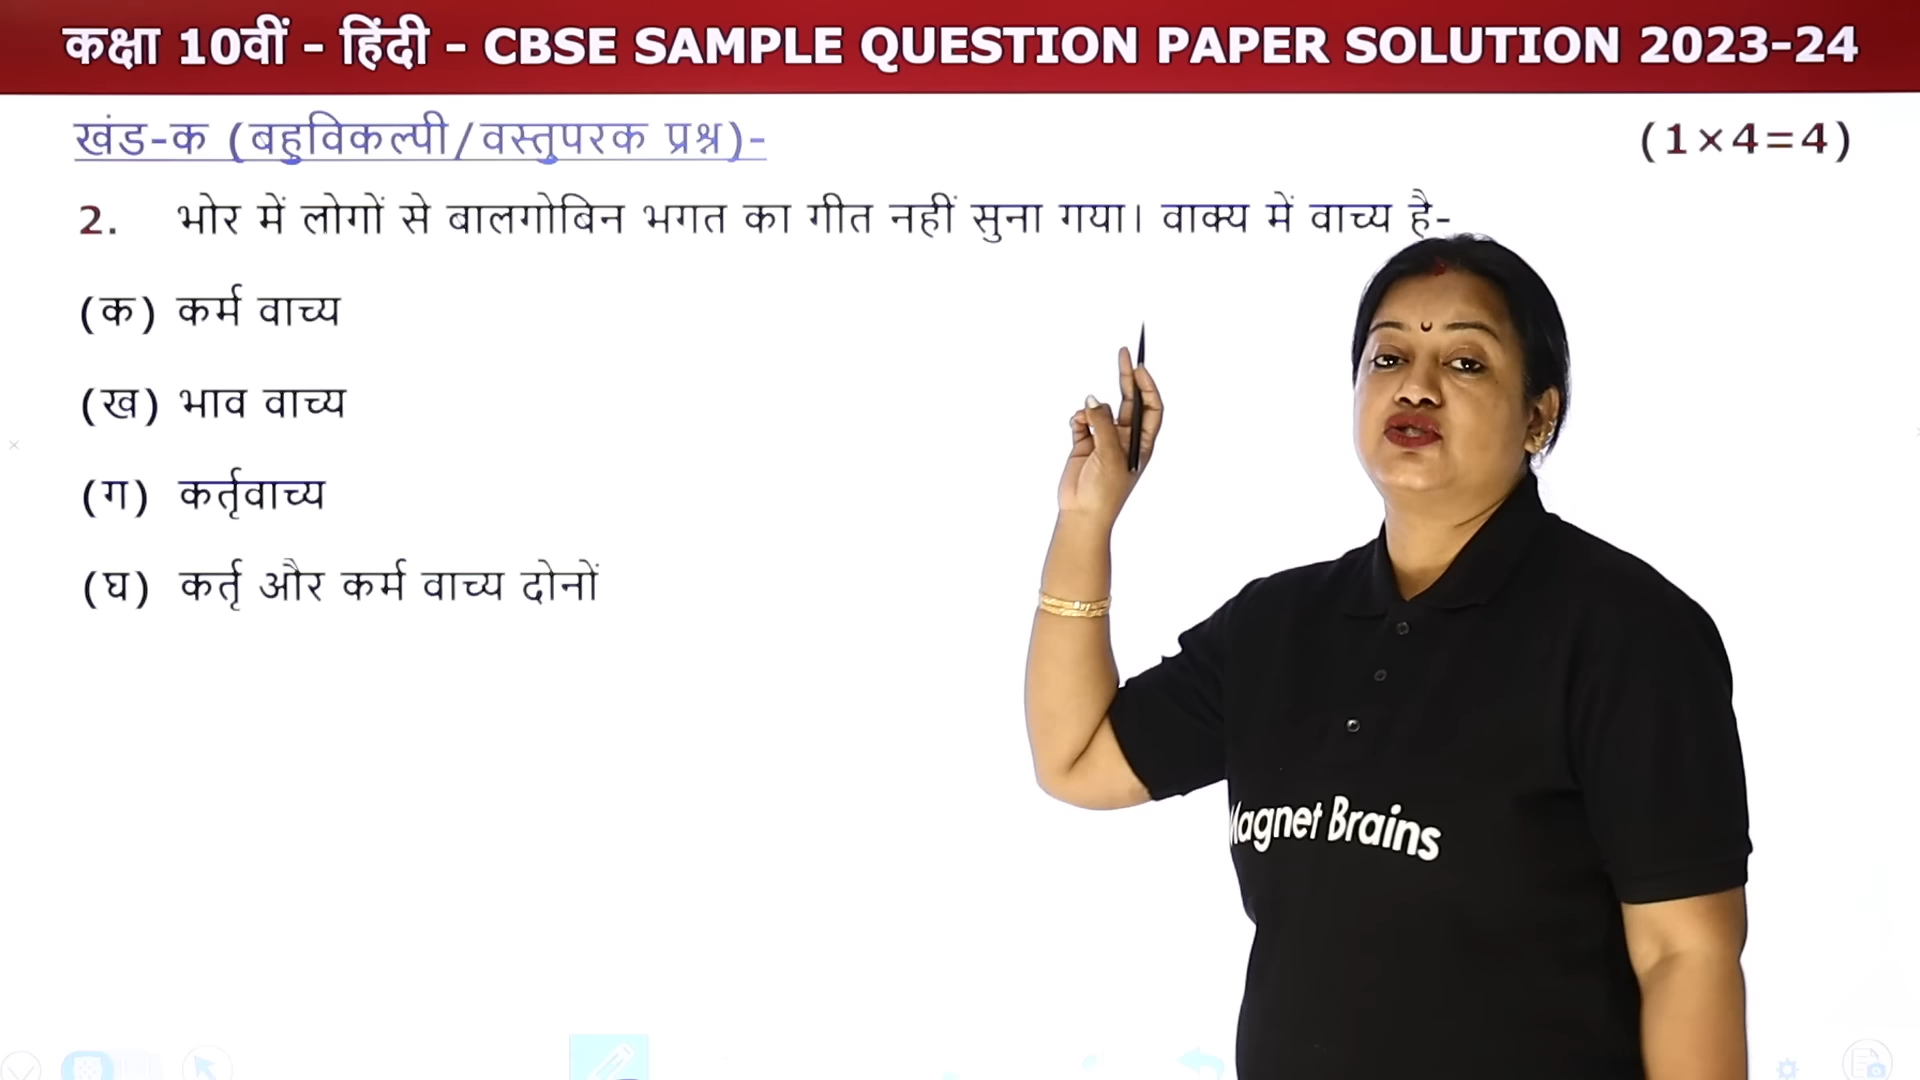 कक्षा 10वीं - हिंदी - CBSE SAMPLE QUESTION PAPER SOLUTION 2023-24
खंड-क (बहुविकल्पी/वस्तुपरक प्रश्न)- (1×4=4)
2. भोर में लोगों से बालगोबिन भगत का गीत नहीं सुना गया। वाक्य में वाच्य है-
(क) कर्म वाच्य
(ख) भाव वाच्य
(ग) कर्तृवाच्य
(घ) कर्तृ और कर्म वाच्य दोनों
Magnet Brains